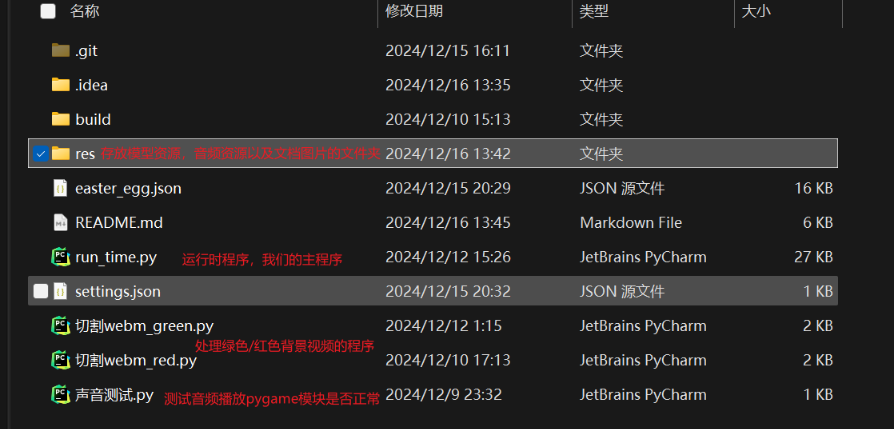 名称 修改日期 类型 大小
.git 2024/12/15 16:11 文件夹
.idea 2024/12/16 13:35 文件夹
build 2024/12/10 15:13 文件夹
res 存放模型资源，音频资源以及文档图片的文件夹 2024/12/16 13:42 文件夹
easter_egg.json 2024/12/15 20:29 JSON 源文件 16 KB
README.md 2024/12/16 13:45 Markdown File 6 KB
run_time.py 运行时程序，我们的主程序 2024/12/12 15:26 JetBrains PyCharm 27 KB
settings.json 2024/12/15 20:32 JSON 源文件 1 KB
切割webm_green.py 2024/12/12 1:15 JetBrains PyCharm 2 KB
处理绿色/红色背景视频的程序
切割webm_red.py 2024/12/10 17:13 JetBrains PyCharm 2 KB
声音测试.py 测试音频播放pygame模块是否正常 2024/12/9 23:32 JetBrains PyCharm 1 KB